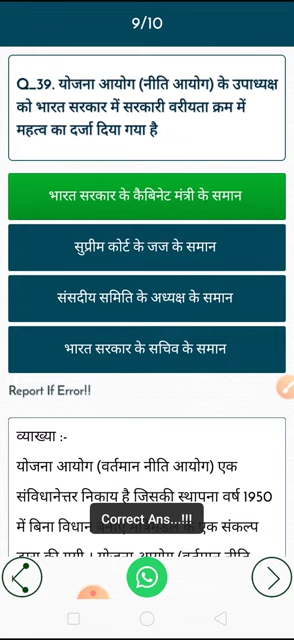 9/10
Q_39. योजना आयोग (नीति आयोग) के उपाध्यक्ष
को भारत सरकार में सरकारी वरीयता क्रम में
महत्व का दर्जा दिया गया है
भारत सरकार के कैबिनेट मंत्री के समान
सुप्रीम कोर्ट के जज के समान
संसदीय समिति के अध्यक्ष के समान
भारत सरकार के सचिव के समान
Report If Error!!
व्याख्या :-
योजना आयोग (वर्तमान नीति आयोग) एक
संविधानेत्तर निकाय है जिसकी स्थापना वर्ष 1950
में बिना विधान के एक संकल्प
Correct Ans...!!!